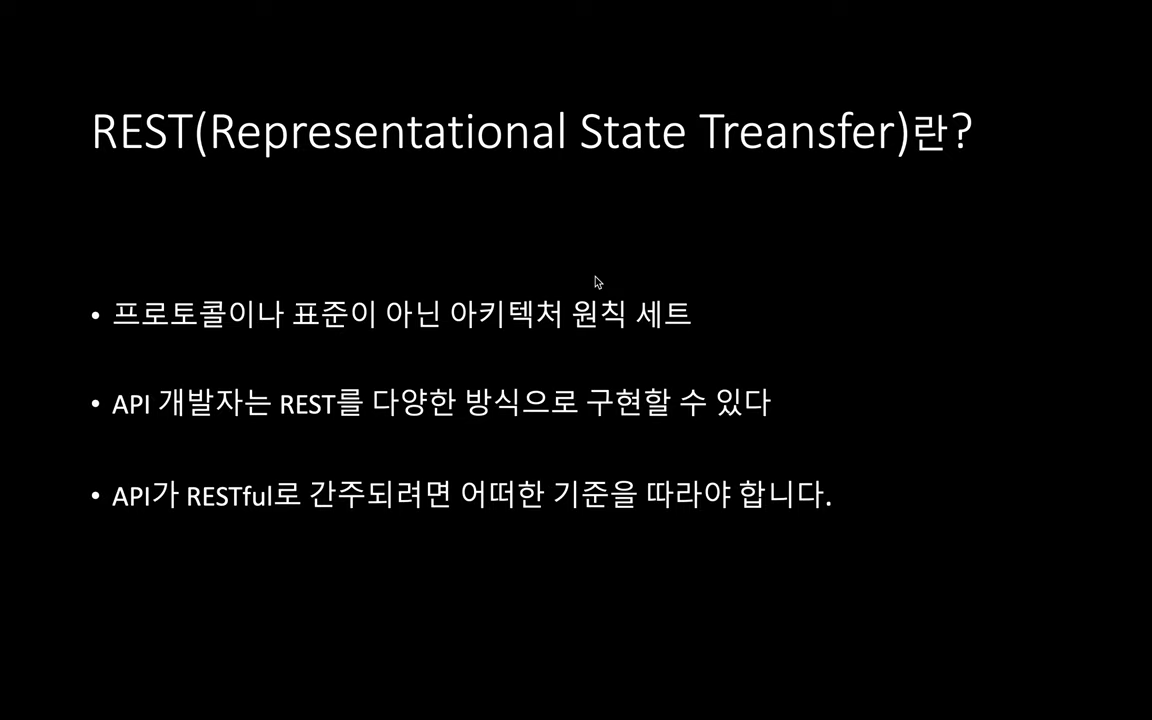 REST(Representational State Treansfer)란?
• 프로토콜이나 표준이 아닌 아키텍처 원칙 세트
• API 개발자는 REST를 다양한 방식으로 구현할 수 있다
• API가 RESTful로 간주되려면 어떠한 기준을 따라야 합니다.